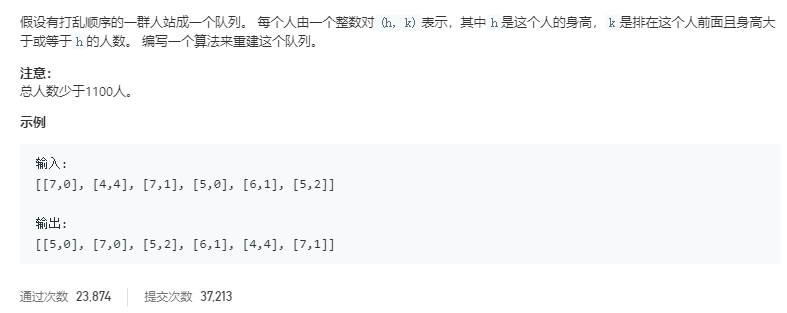 假设有打乱顺序的一群人站成一个队列。 每个人由一个整数对 (h, k) 表示，其中 h 是这个人的身高， k 是排在这个人前面且身高大
于或等于 h 的人数。 编写一个算法来重建这个队列。
注意：
总人数少于1100人。
示例
输入:
[[7,0], [4,4], [7,1], [5,0], [6,1], [5,2]]
输出:
[[5,0], [7,0], [5,2], [6,1], [4,4], [7,1]]
通过次数 23,874 提交次数 37,213